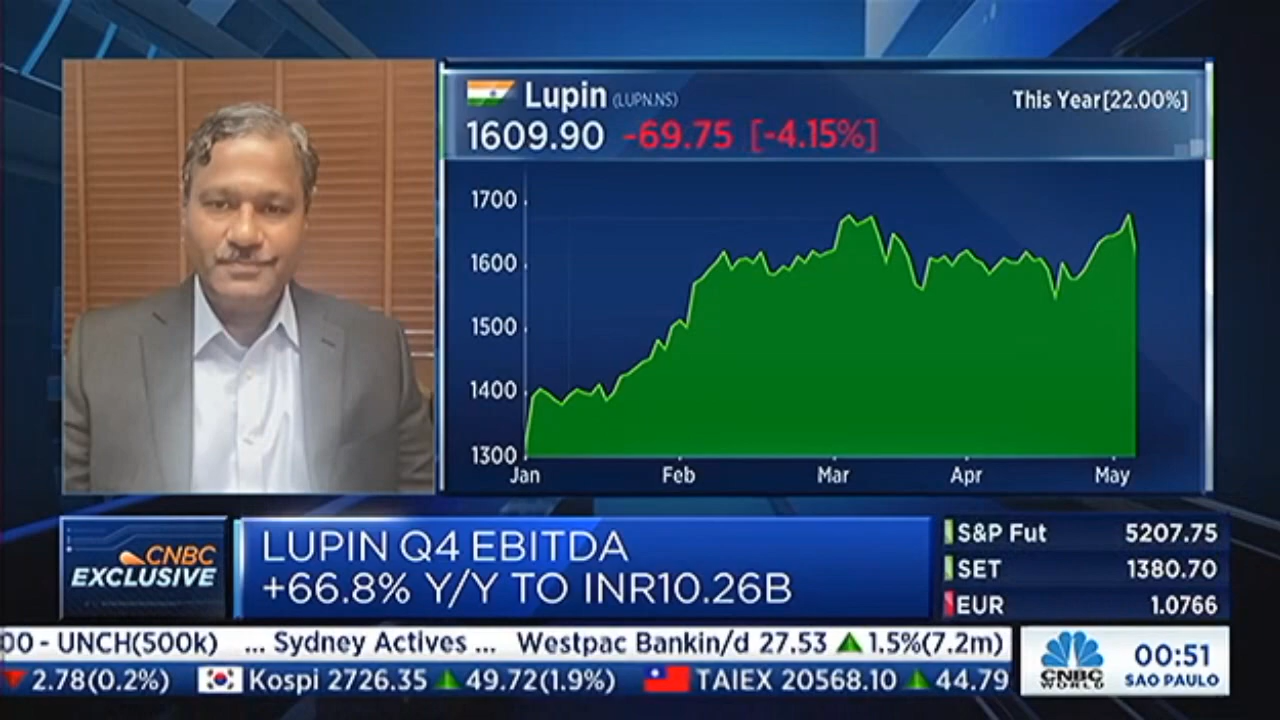 Lupin (LUPN.NS)
This Year[22.00%]
1609.90 -69.75 [-4.15%]
1700
1600
1500
1400
1300
Jan Feb Mar Apr May
CNBC
EXCLUSIVE
LUPIN Q4 EBITDA
+66.8% Y/Y TO INR10.26B
S&P Fut 5207.75
SET 1380.70
EUR 1.0766
00 - UNCH(500k) ... Sydney Actives ... Westpac Bankin/d 27.53 ▲ 1.5%(7.2m)
▼ 2.78(0.2%) Kospi 2726.35 ▲ 49.72(1.9%) TAIEX 20568.10 ▲ 44.79
CNBC
WORLD
00:51
SAO PAULO